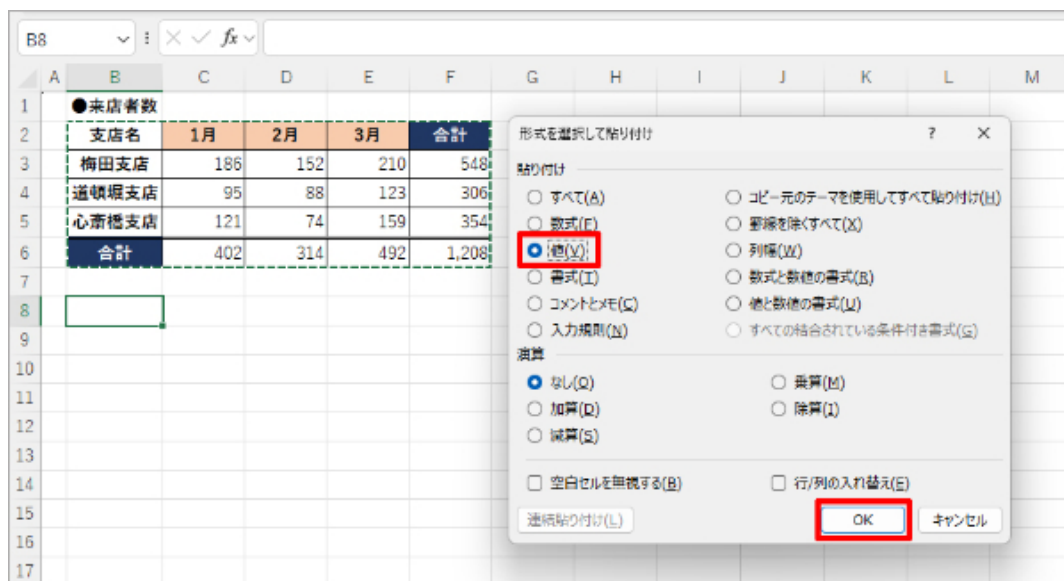 B8 fx
A B C D E F G H I J K L M
1 ●来店者数
2 支店名 1月 2月 3月 合計
3 梅田支店 186 152 210 548
4 道頓堀支店 95 88 123 306
5 心斎橋支店 121 74 159 354
6 合計 402 314 492 1,208
7
8
9
10
11
12
13
14
15
16
17
形式を選択して貼り付け ? ×
貼り付け
すべて(A) コピー元のテーマを使用してすべて貼り付け(H)
数式(F) 罫線を除くすべて(X)
値(V) 列幅(W)
書式(T) 数式と数値の書式(R)
コメントとメモ(C) 値と数値の書式(U)
入力規則(N) すべての結合されている条件付き書式(G)
演算
なし(O) 乗算(M)
加算(D) 除算(I)
減算(S)
空白セルを無視する(B) 行/列の入れ替え(E)
連続貼り付け(L) OK キャンセル